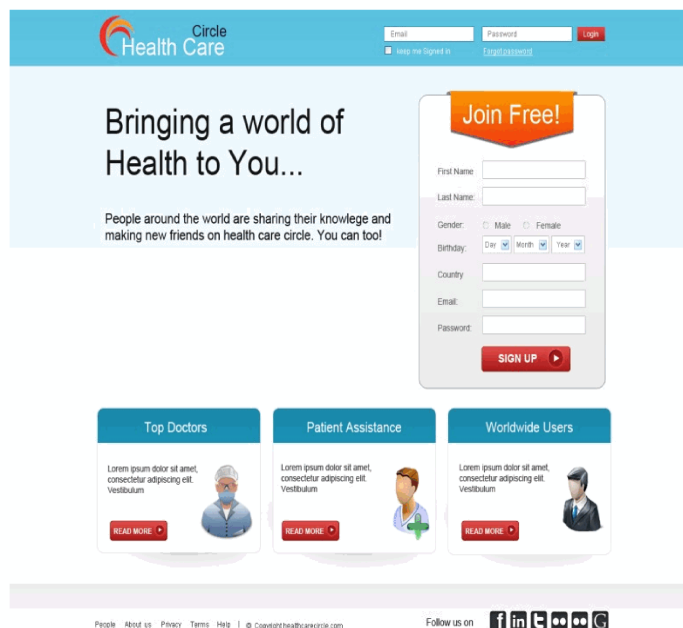 Circle
Health Care
Email
Password
Login
keep me Signed in
Forgot password
Bringing a world of
Health to You...
People around the world are sharing their knowlege and
making new friends on health care circle. You can too!
Join Free!
First Name
Last Name:
Gender:
Male
Female
Birthday:
Day
Month
Year
Country
Email:
Password:
SIGN UP
Top Doctors
Lorem ipsum dolor sit amet,
consectetur adipiscing elit.
Vestibulum
READ MORE
Patient Assistance
Lorem ipsum dolor sit amet,
consectetur adipiscing elit.
Vestibulum
READ MORE
Worldwide Users
Lorem ipsum dolor sit amet,
consectetur adipiscing elit.
Vestibulum
READ MORE
People About us Privacy Terms Help | © Copyright healthcarecircle.com
Follow us on
f in t G